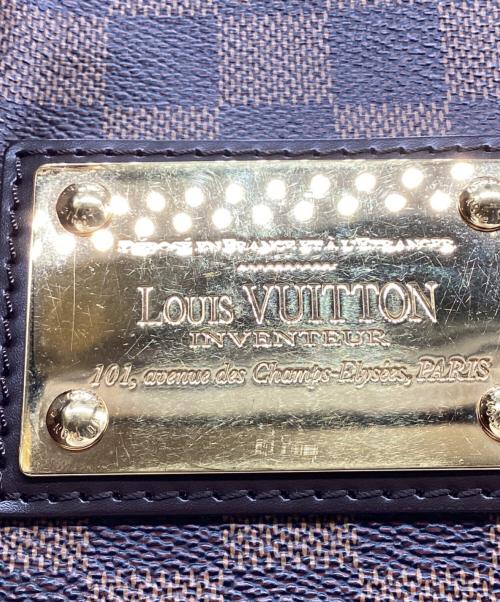 DÉPOSÉ EN FRANCE ET À L'ÉTRANGER
LOUIS VUITTON
INVENTEUR
101, avenue des Champs-Elysées, PARIS